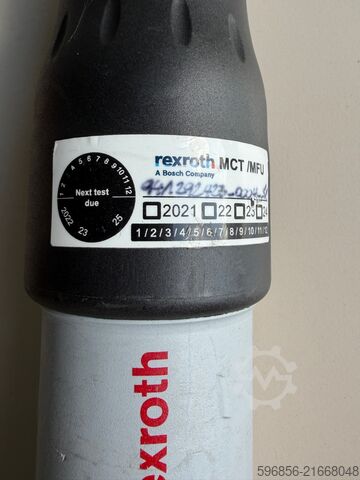 rexroth MCT /MFU
A Bosch Company
2021 22 23
1/2/3/4/5/6/7/8/9/10/11/12
1 2 3 4 5 6 7 8 9 10 11 12
Next test
due
2022 23 25
exroth
596856-21668048